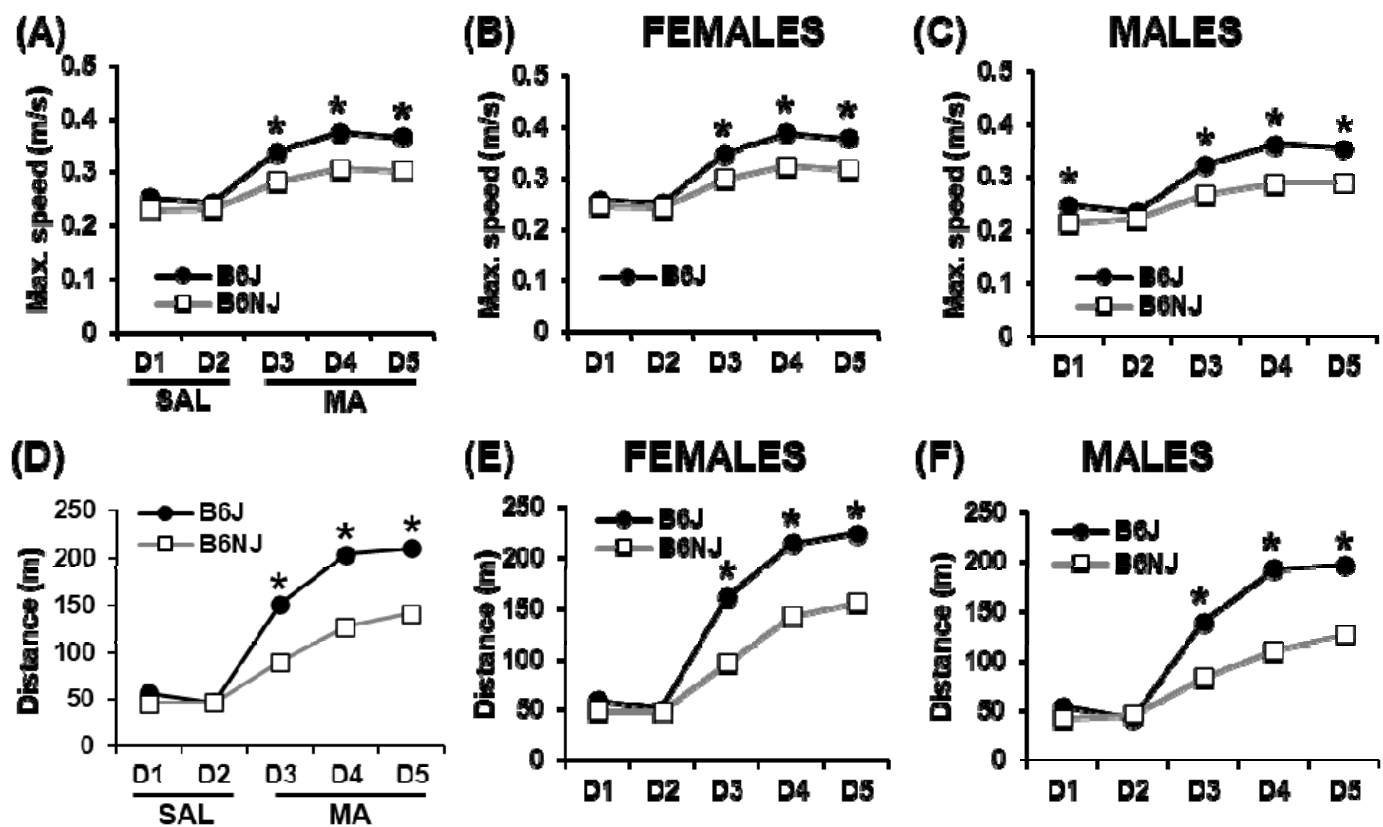 (A)
Max. speed (m/s)
0.5
0.4
0.3
0.2
0.1
0
*
*
*
B6J
B6NJ
D1 D2 D3 D4 D5
SAL MA
(B) FEMALES
Max. speed (m/s)
0.5
0.4
0.3
0.2
0.1
0
*
*
*
B6J
D1 D2 D3 D4 D5
(C) MALES
Max. speed (m/s)
0.5
0.4
0.3
0.2
0.1
0
*
*
*
*
B6J
B6NJ
D1 D2 D3 D4 D5
(D)
Distance (m)
250
200
150
100
50
0
B6J
B6NJ
*
*
*
D1 D2 D3 D4 D5
SAL MA
(E) FEMALES
Distance (m)
250
200
150
100
50
0
B6J
B6NJ
*
*
*
D1 D2 D3 D4 D5
(F) MALES
Distance (m)
250
200
150
100
50
0
B6J
B6NJ
*
*
*
D1 D2 D3 D4 D5